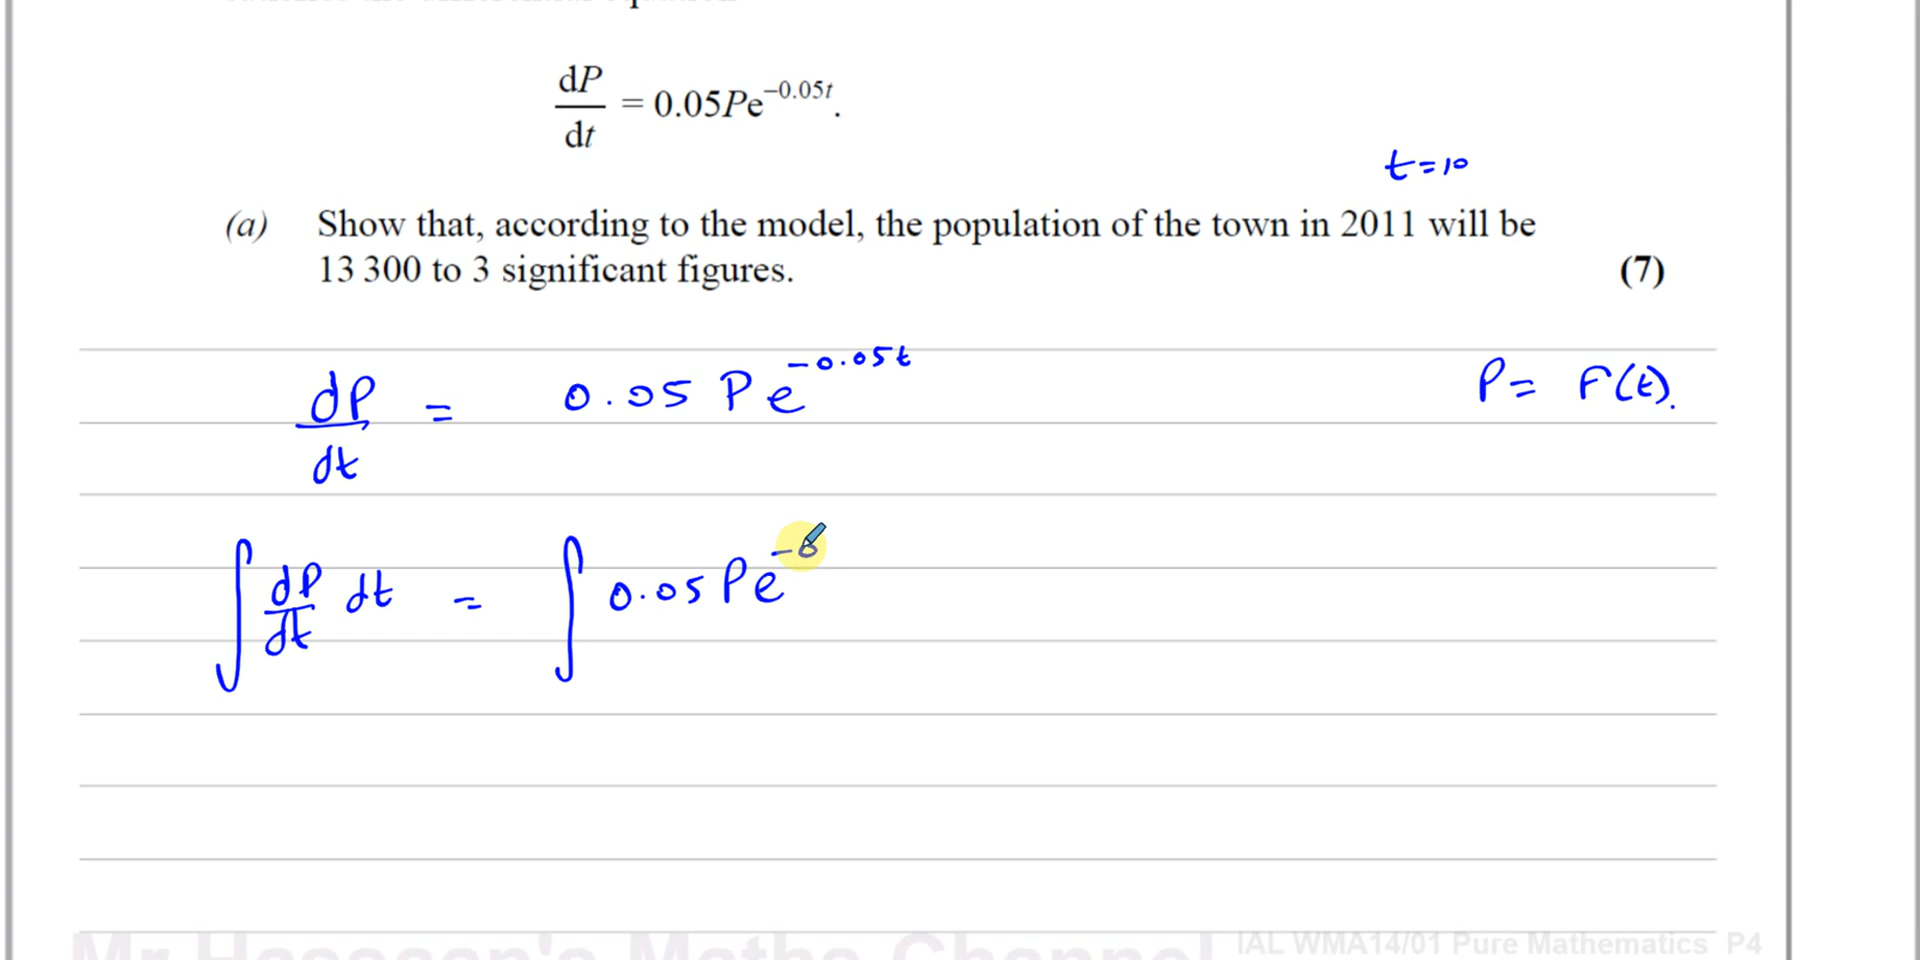 dP/dt = 0.05Pe^{-0.05t}.
t=10
(a) Show that, according to the model, the population of the town in 2011 will be
13 300 to 3 significant figures.
(7)
dP/dt = 0.05 Pe^{-0.05t}
P= F(t).
∫ dP/dt dt = ∫ 0.05 Pe^{-0
IAL WMA14/01 Pure Mathematics P4